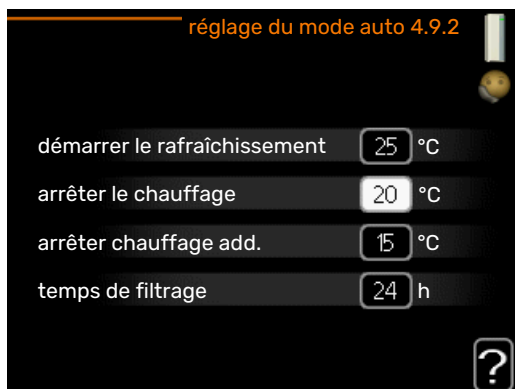 réglage du mode auto 4.9.2
démarrer le rafraîchissement 25 °C
arrêter le chauffage 20 °C
arrêter chauffage add. 15 °C
temps de filtrage 24 h
?